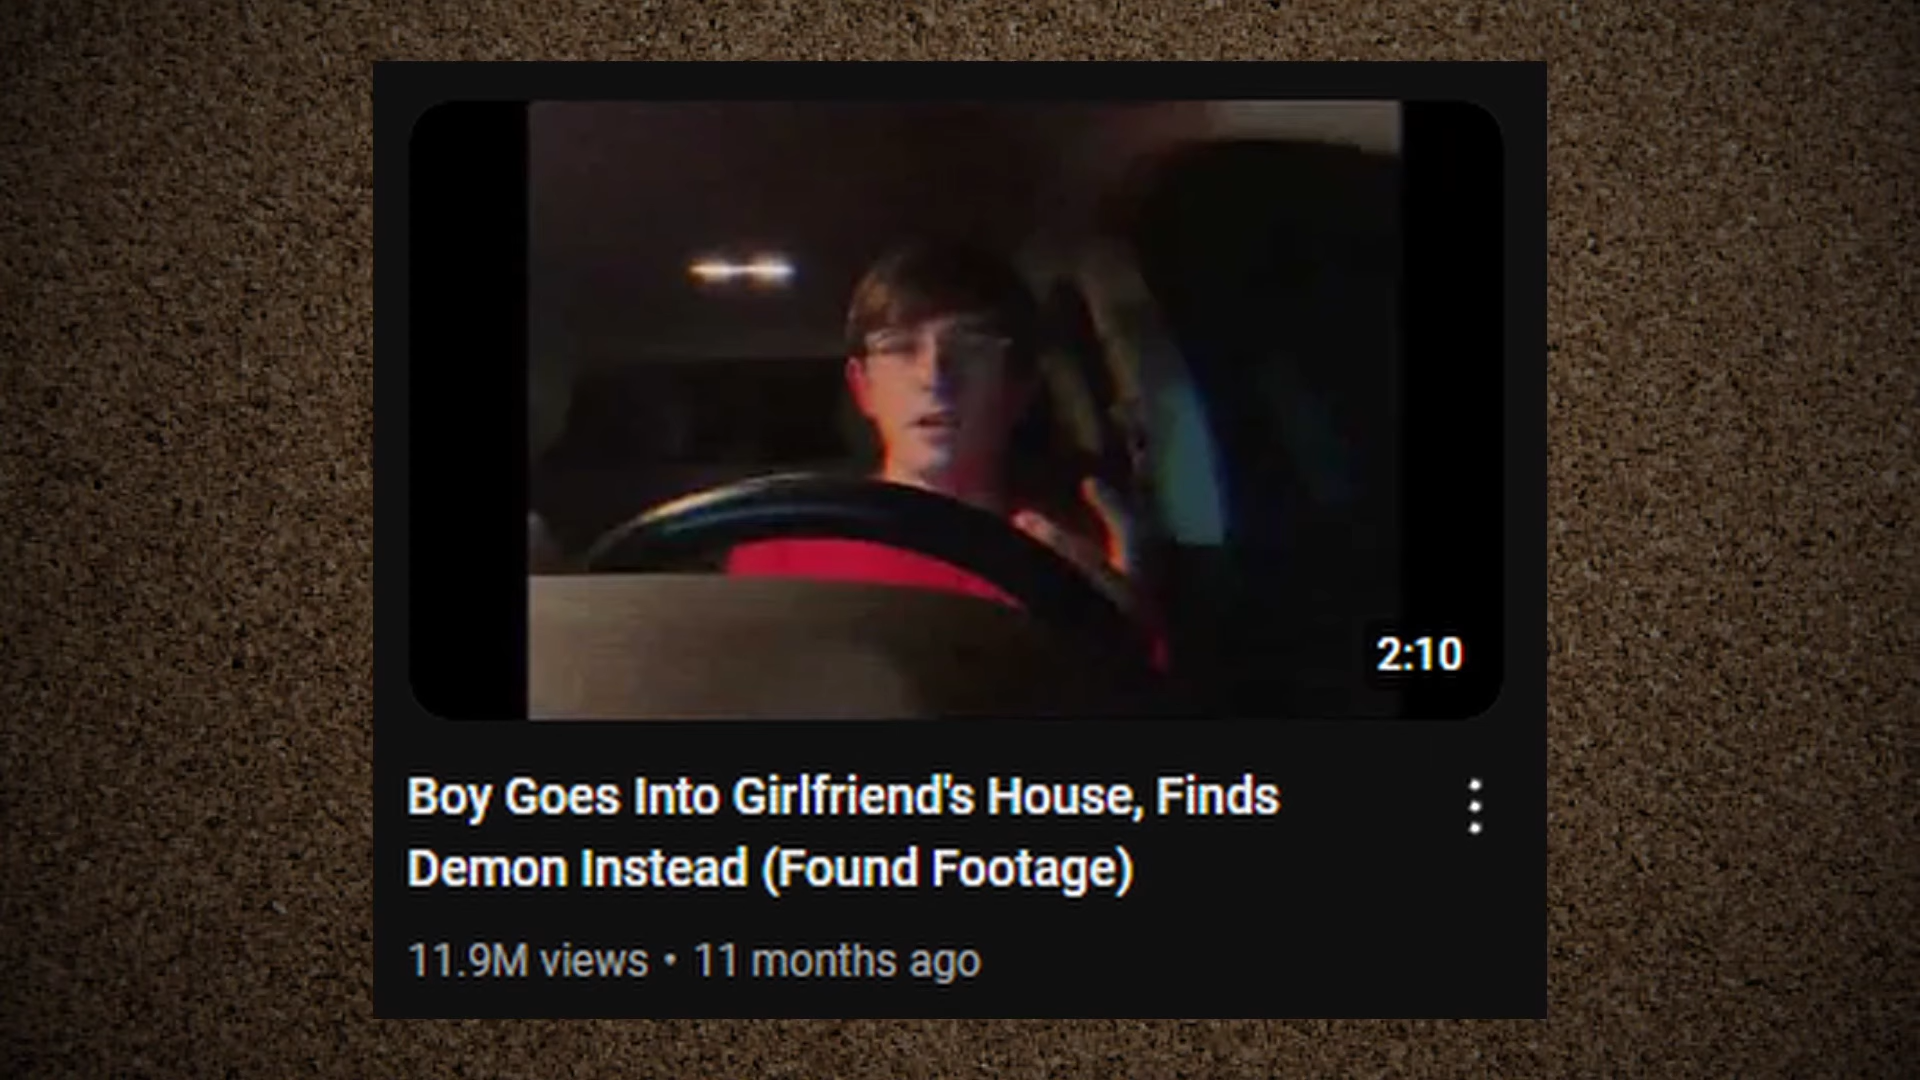 2:10
Boy Goes Into Girlfriend's House, Finds
Demon Instead (Found Footage)
11.9M views • 11 months ago